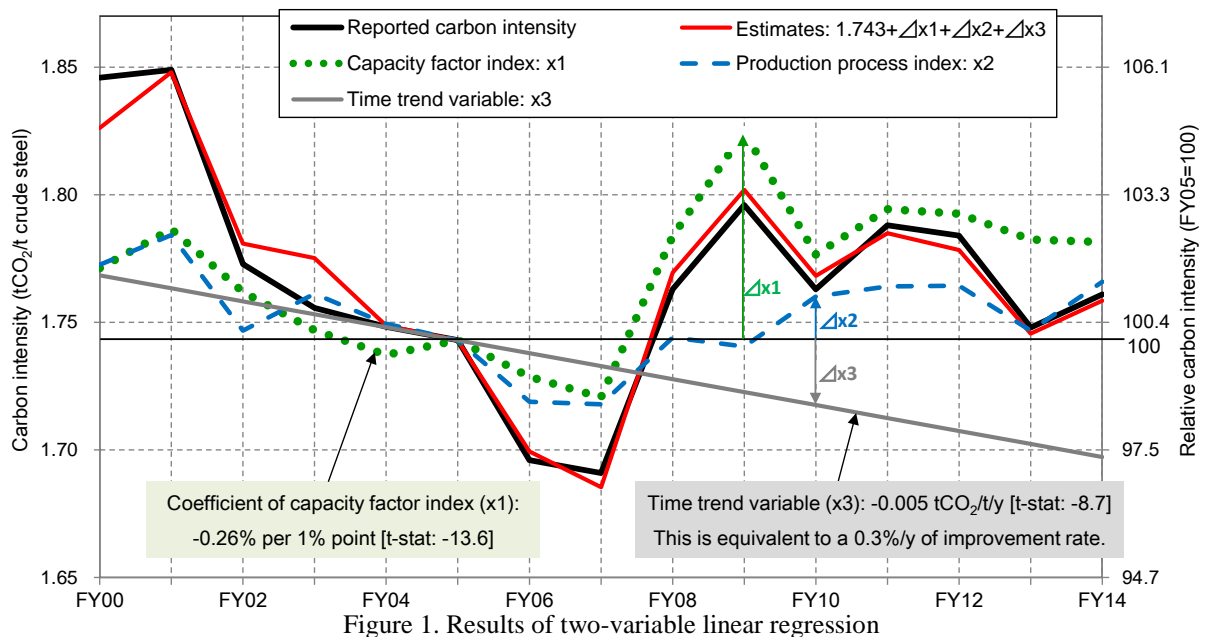 Reported carbon intensity
Estimates: 1.743+⊿x1+⊿x2+⊿x3
Capacity factor index: x1
Production process index: x2
Time trend variable: x3
Carbon intensity (tCO₂/t crude steel)
1.85
1.80
1.75
1.70
1.65
Relative carbon intensity (FY05=100)
106.1
103.3
100.4
100
97.5
94.7
⊿x1
⊿x2
⊿x3
Coefficient of capacity factor index (x1):
-0.26% per 1% point [t-stat: -13.6]
Time trend variable (x3): -0.005 tCO₂/t/y [t-stat: -8.7]
This is equivalent to a 0.3%/y of improvement rate.
FY00 FY02 FY04 FY06 FY08 FY10 FY12 FY14
Figure 1. Results of two-variable linear regression